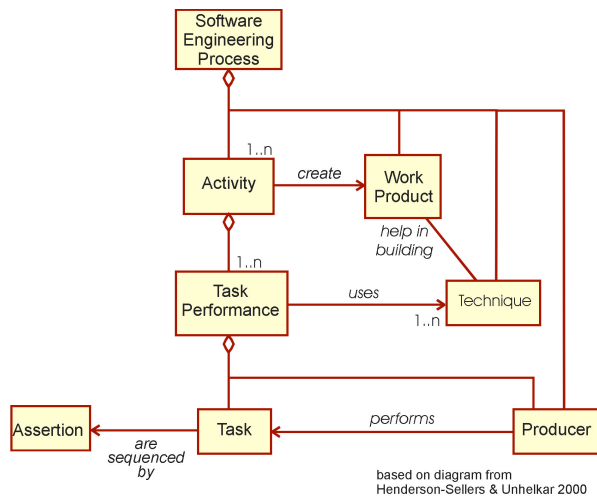 Software
Engineering
Process
1..n
Activity
create
Work
Product
help in
building
1..n
Task
Performance
uses
Technique
1..n
Assertion
are
sequenced
by
Task
performs
Producer
based on diagram from
Henderson-Sellers & Unhelkar 2000